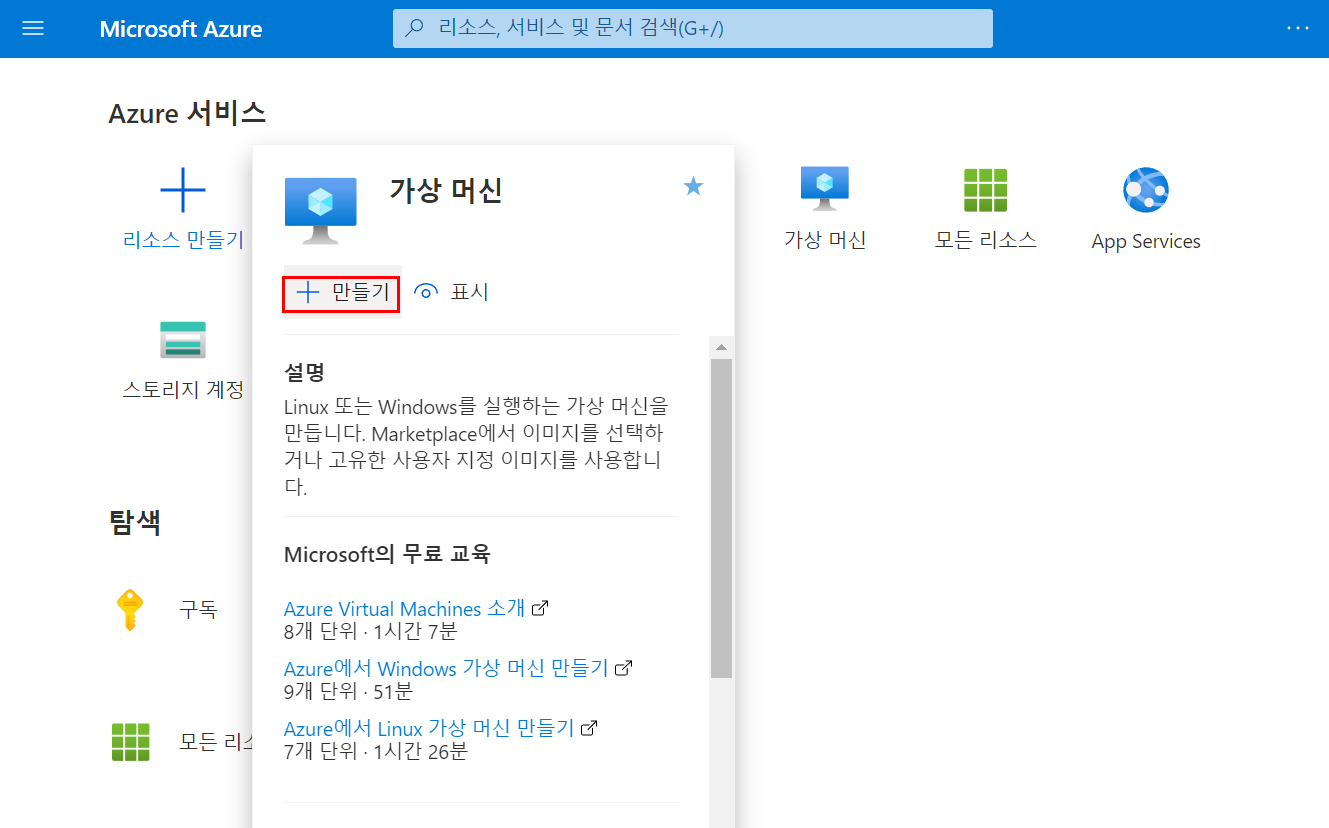 Microsoft Azure
리소스, 서비스 및 문서 검색(G+/)
Azure 서비스
리소스 만들기
가상 머신
만들기
표시
가상 머신
모든 리소스
App Services
스토리지 계정
설명
Linux 또는 Windows를 실행하는 가상 머신을
만듭니다. Marketplace에서 이미지를 선택하
거나 고유한 사용자 지정 이미지를 사용합니
다.
Microsoft의 무료 교육
Azure Virtual Machines 소개
8개 단위 · 1시간 7분
Azure에서 Windows 가상 머신 만들기
9개 단위 · 51분
Azure에서 Linux 가상 머신 만들기
7개 단위 · 1시간 26분
탐색
구독
모든 리소